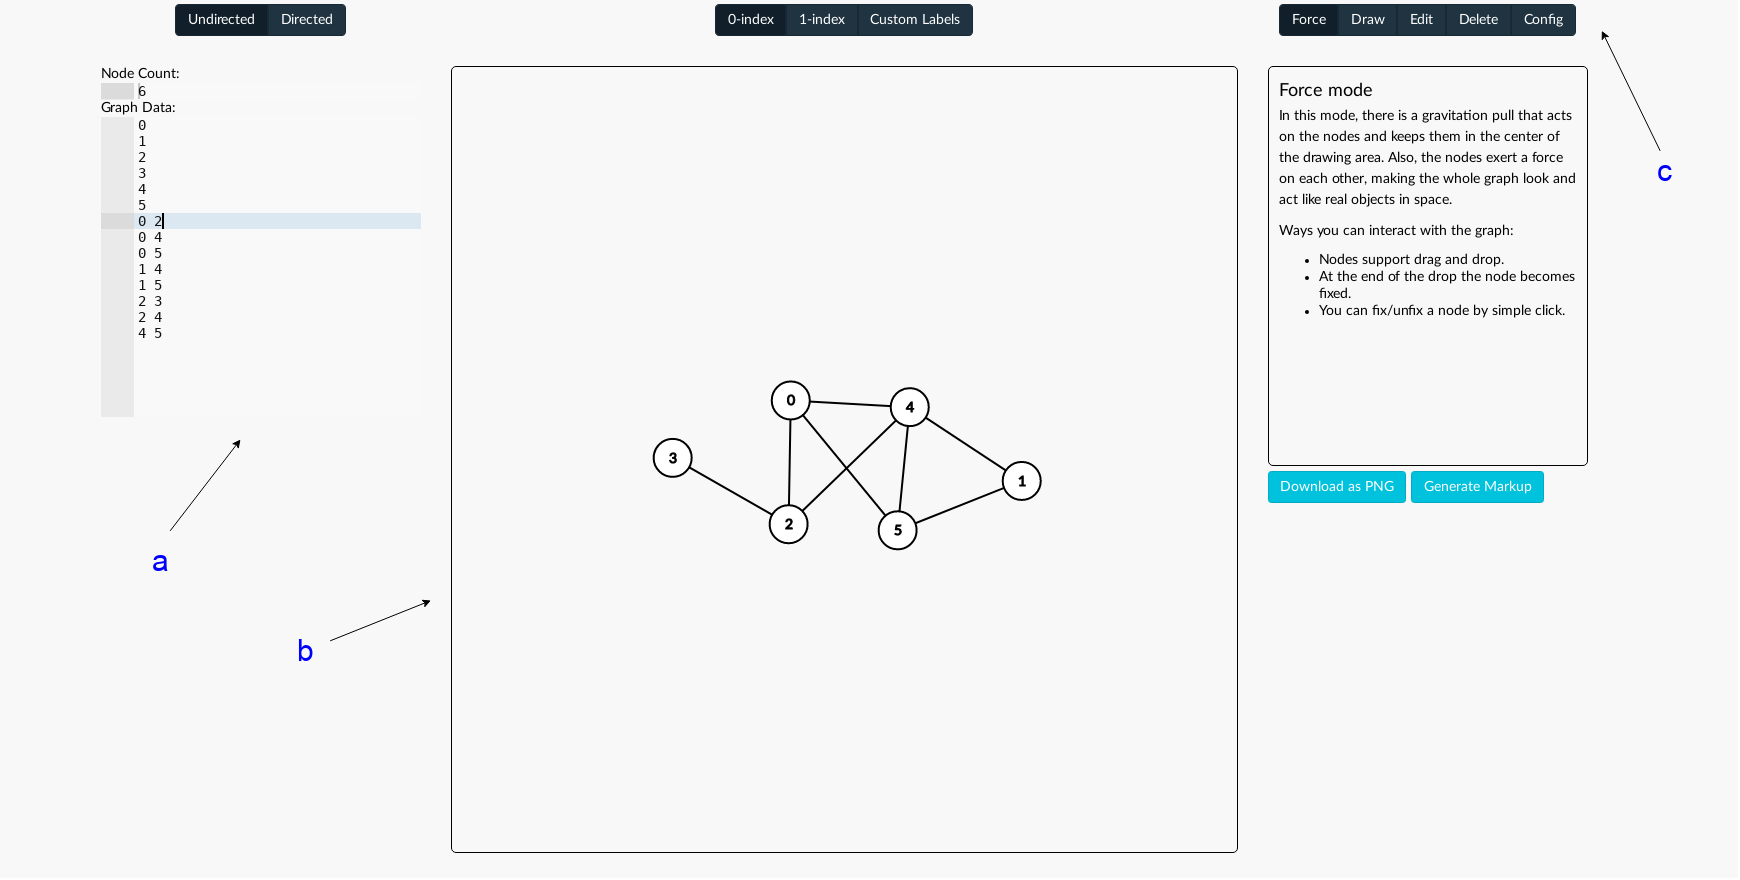 Undirected Directed
0-index 1-index Custom Labels
Force Draw Edit Delete Config
Node Count:
6
Graph Data:
0
1
2
3
4
5
0 2
0 4
0 5
1 4
1 5
2 3
2 4
4 5
a
b
0
4
3
1
2
5
Force mode
In this mode, there is a gravitation pull that acts
on the nodes and keeps them in the center of
the drawing area. Also, the nodes exert a force
on each other, making the whole graph look and
act like real objects in space.
Ways you can interact with the graph:
• Nodes support drag and drop.
• At the end of the drop the node becomes
fixed.
• You can fix/unfix a node by simple click.
Download as PNG Generate Markup
c